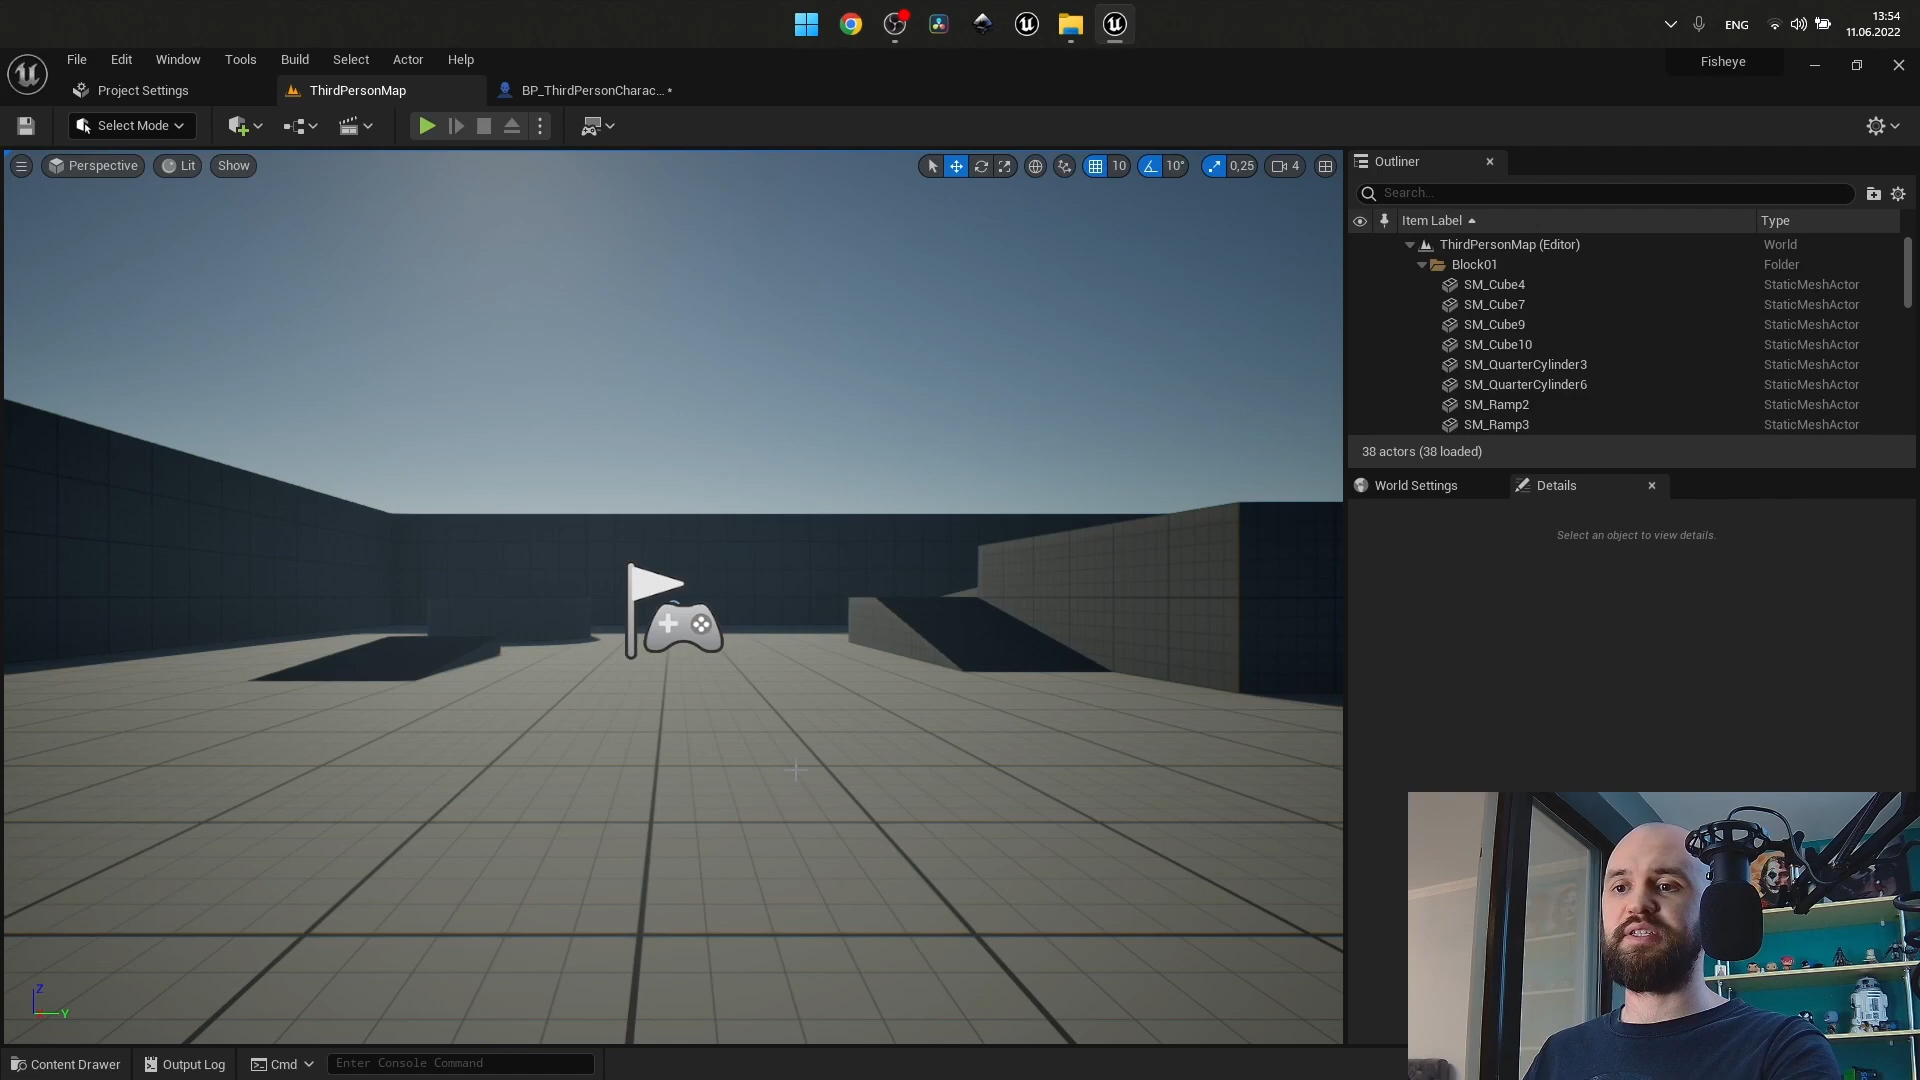 ENG
13:54
11.06.2022
File Edit Window Tools Build Select Actor Help
Fisheye
Project Settings
ThirdPersonMap
BP_ThirdPersonCharac... *
Select Mode
Perspective
Lit
Show
10
10°
0,25
4
Outliner
Search...
Item Label
Type
ThirdPersonMap (Editor) World
Block01 Folder
SM_Cube4 StaticMeshActor
SM_Cube7 StaticMeshActor
SM_Cube9 StaticMeshActor
SM_Cube10 StaticMeshActor
SM_QuarterCylinder3 StaticMeshActor
SM_QuarterCylinder6 StaticMeshActor
SM_Ramp2 StaticMeshActor
SM_Ramp3 StaticMeshActor
38 actors (38 loaded)
World Settings
Details
Select an object to view details.
Z
Y
Content Drawer
Output Log
Cmd
Enter Console Command